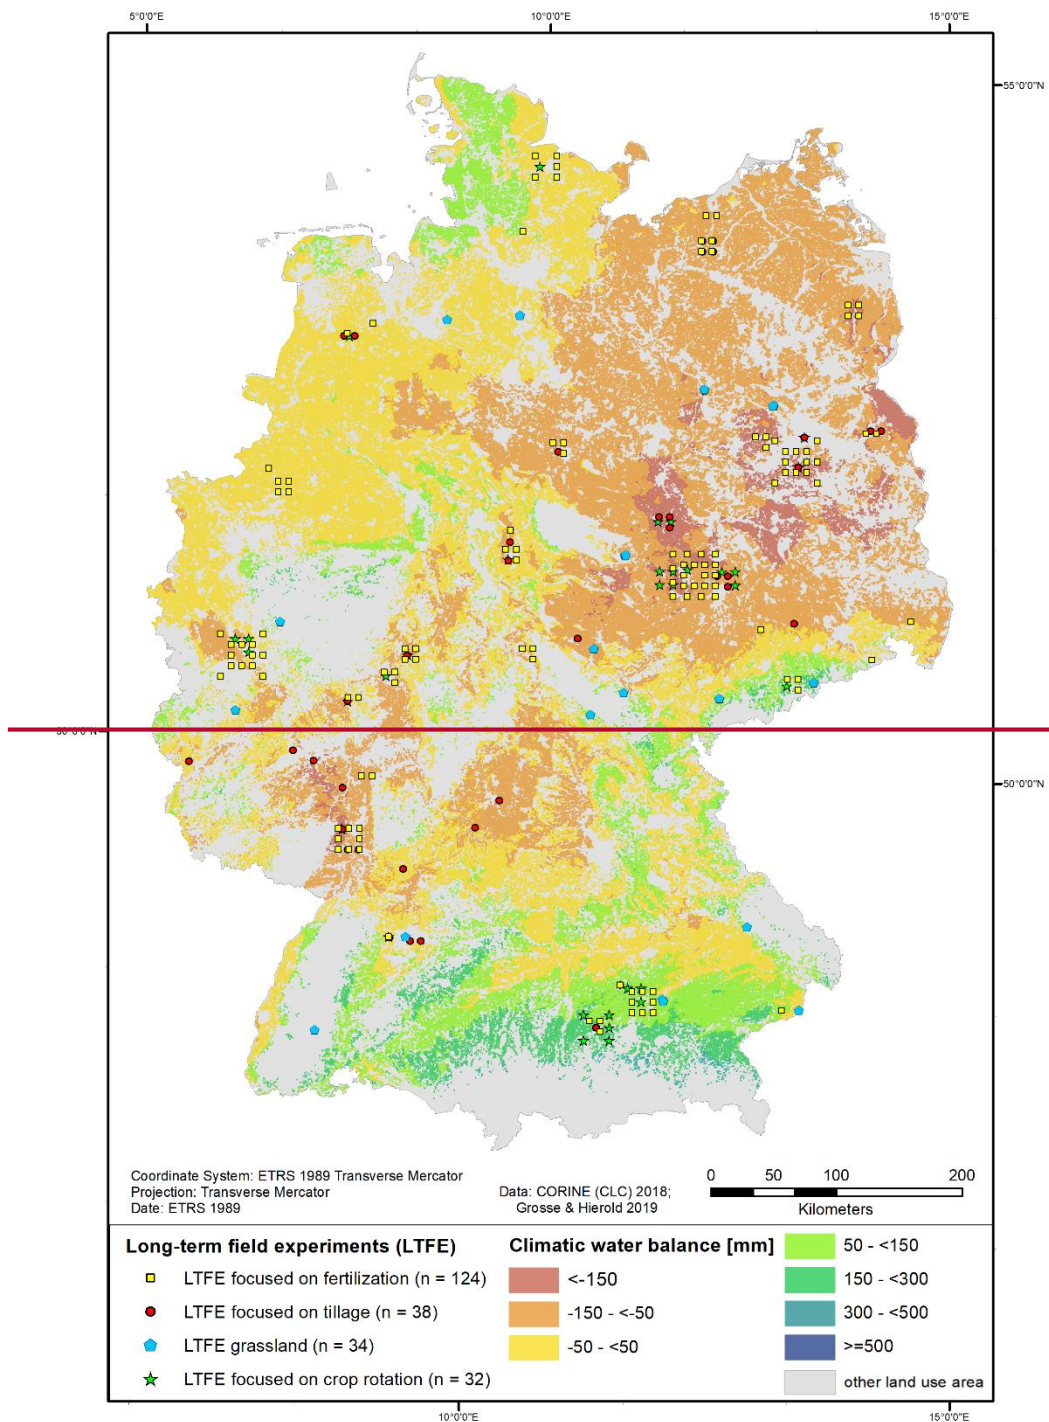 5°0'0"E
10°0'0"E
15°0'0"E
55°0'0"N
50°0'0"N
Coordinate System: ETRS 1989 Transverse Mercator
Projection: Transverse Mercator
Date: ETRS 1989
Data: CORINE (CLC) 2018;
Grosse & Hierold 2019
0 50 100 200
Kilometers
Long-term field experiments (LTFE)
LTFE focused on fertilization (n = 124)
LTFE focused on tillage (n = 38)
LTFE grassland (n = 34)
LTFE focused on crop rotation (n = 32)
Climatic water balance [mm]
<-150
-150 - <-50
-50 - <50
50 - <150
150 - <300
300 - <500
>=500
other land use area
10°0'0"E
15°0'0"E